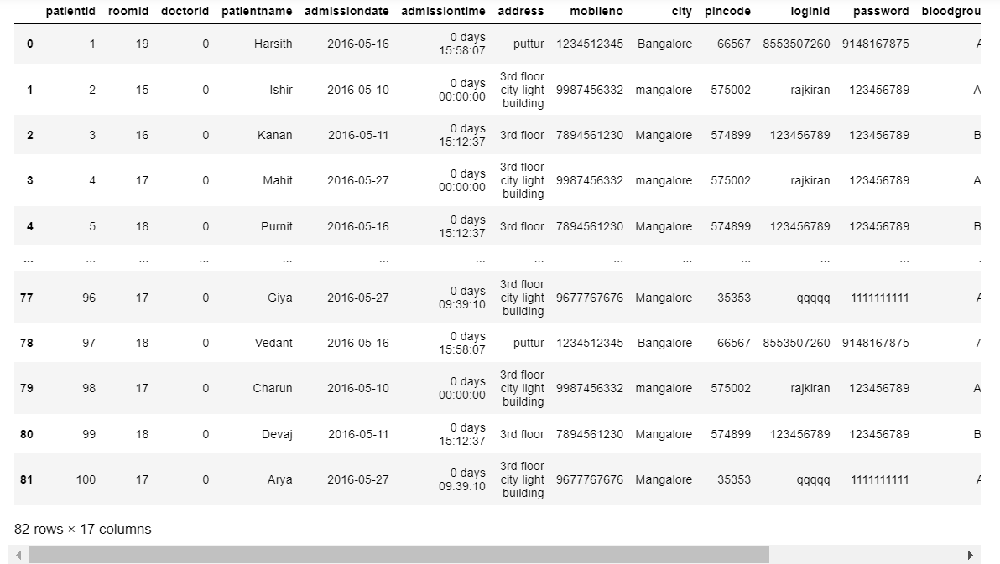 patientid roomid doctorid patientname admissiondate admissiontime address mobileno city pincode loginid password bloodgrou
0 1 19 0 Harsith 2016-05-16 0 days 15:58:07 puttur 1234512345 Bangalore 66567 8553507260 9148167875 A
1 2 15 0 Ishir 2016-05-10 0 days 00:00:00 3rd floor city light building 9987456332 mangalore 575002 rajkiran 123456789 A
2 3 16 0 Kanan 2016-05-11 0 days 15:12:37 3rd floor 7894561230 Mangalore 574899 123456789 123456789 B
3 4 17 0 Mahit 2016-05-27 0 days 00:00:00 3rd floor city light building 9987456332 mangalore 575002 rajkiran 123456789 A
4 5 18 0 Purnit 2016-05-16 0 days 15:12:37 3rd floor 7894561230 Mangalore 574899 123456789 123456789 B
... ... ... ... ... ... ... ... ... ... ... ... ...
77 96 17 0 Giya 2016-05-27 0 days 09:39:10 3rd floor city light building 9677767676 Mangalore 35353 qqqqq 1111111111 A
78 97 18 0 Vedant 2016-05-16 0 days 15:58:07 puttur 1234512345 Bangalore 66567 8553507260 9148167875 A
79 98 17 0 Charun 2016-05-10 0 days 00:00:00 3rd floor city light building 9987456332 mangalore 575002 rajkiran 123456789 A
80 99 18 0 Devaj 2016-05-11 0 days 15:12:37 3rd floor 7894561230 Mangalore 574899 123456789 123456789 B
81 100 17 0 Arya 2016-05-27 0 days 09:39:10 3rd floor city light building 9677767676 Mangalore 35353 qqqqq 1111111111 A
82 rows × 17 columns